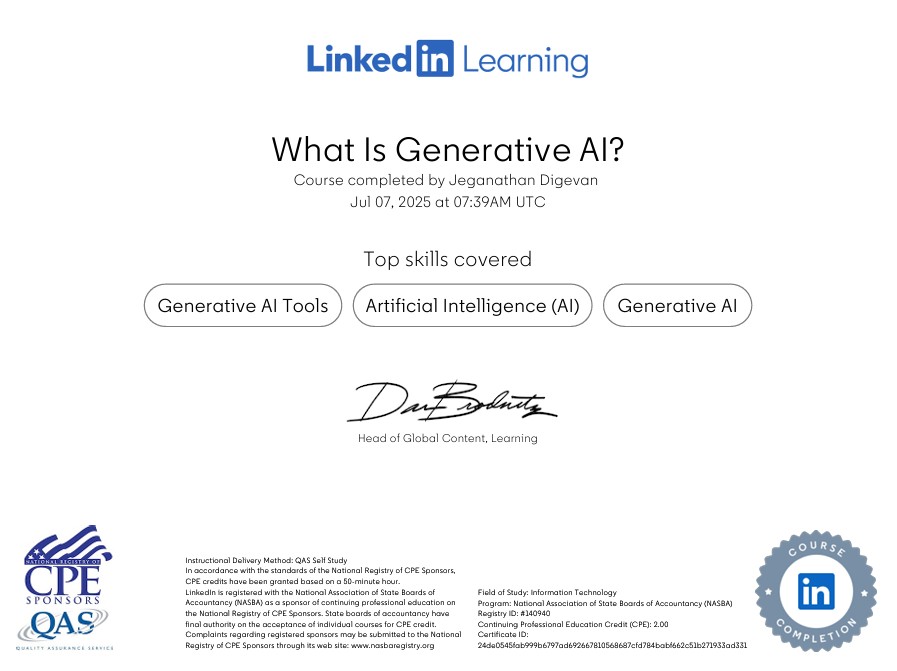 Linkedin Learning
What Is Generative AI?
Course completed by Jeganathan Digevan
Jul 07, 2025 at 07:39AM UTC
Top skills covered
Generative AI Tools
Artificial Intelligence (AI)
Generative AI
Head of Global Content, Learning
NATIONAL REGISTRY OF
CPE
SPONSORS
QAS
QUALITY ASSURANCE SERVICE
Instructional Delivery Method: QAS Self Study
In accordance with the standards of the National Registry of CPE Sponsors,
CPE credits have been granted based on a 50-minute hour.
LinkedIn is registered with the National Association of State Boards of
Accountancy (NASBA) as a sponsor of continuing professional education on
the National Registry of CPE Sponsors. State boards of accountancy have
final authority on the acceptance of individual courses for CPE credit.
Complaints regarding registered sponsors may be submitted to the National
Registry of CPE Sponsors through its web site: www.nasbaregistry.org
Field of Study: Information Technology
Program: National Association of State Boards of Accountancy (NASBA)
Registry ID: #140940
Continuing Professional Education Credit (CPE): 2.00
Certificate ID:
24de0545fab999b6797ad692667810568687cfd784babf662c51b271933ad331
COURSE
in
COMPLETION